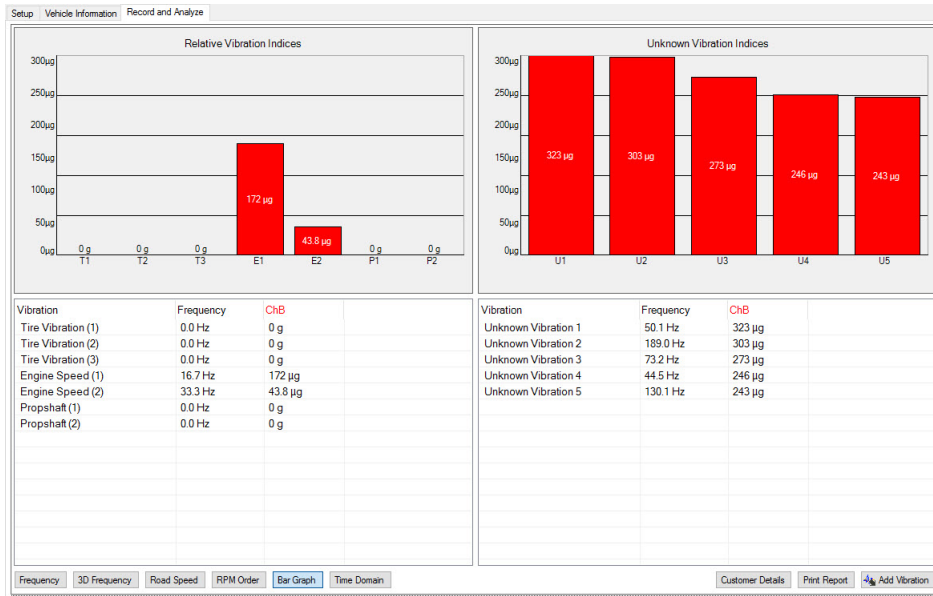 Setup Vehicle Information Record and Analyze
Relative Vibration Indices
300µg
250µg
200µg
150µg
100µg
50µg
0µg
0 g 0 g 0 g 172 µg 43.8 µg 0 g 0 g
T1 T2 T3 E1 E2 P1 P2
Unknown Vibration Indices
300µg
250µg
200µg
150µg
100µg
50µg
0µg
323 µg 303 µg 273 µg 246 µg 243 µg
U1 U2 U3 U4 U5
Vibration Frequency ChB
Tire Vibration (1) 0.0 Hz 0 g
Tire Vibration (2) 0.0 Hz 0 g
Tire Vibration (3) 0.0 Hz 0 g
Engine Speed (1) 16.7 Hz 172 µg
Engine Speed (2) 33.3 Hz 43.8 µg
Propshaft (1) 0.0 Hz 0 g
Propshaft (2) 0.0 Hz 0 g
Vibration Frequency ChB
Unknown Vibration 1 50.1 Hz 323 µg
Unknown Vibration 2 189.0 Hz 303 µg
Unknown Vibration 3 73.2 Hz 273 µg
Unknown Vibration 4 44.5 Hz 246 µg
Unknown Vibration 5 130.1 Hz 243 µg
Frequency 3D Frequency Road Speed RPM Order Bar Graph Time Domain Customer Details Print Report Add Vibration